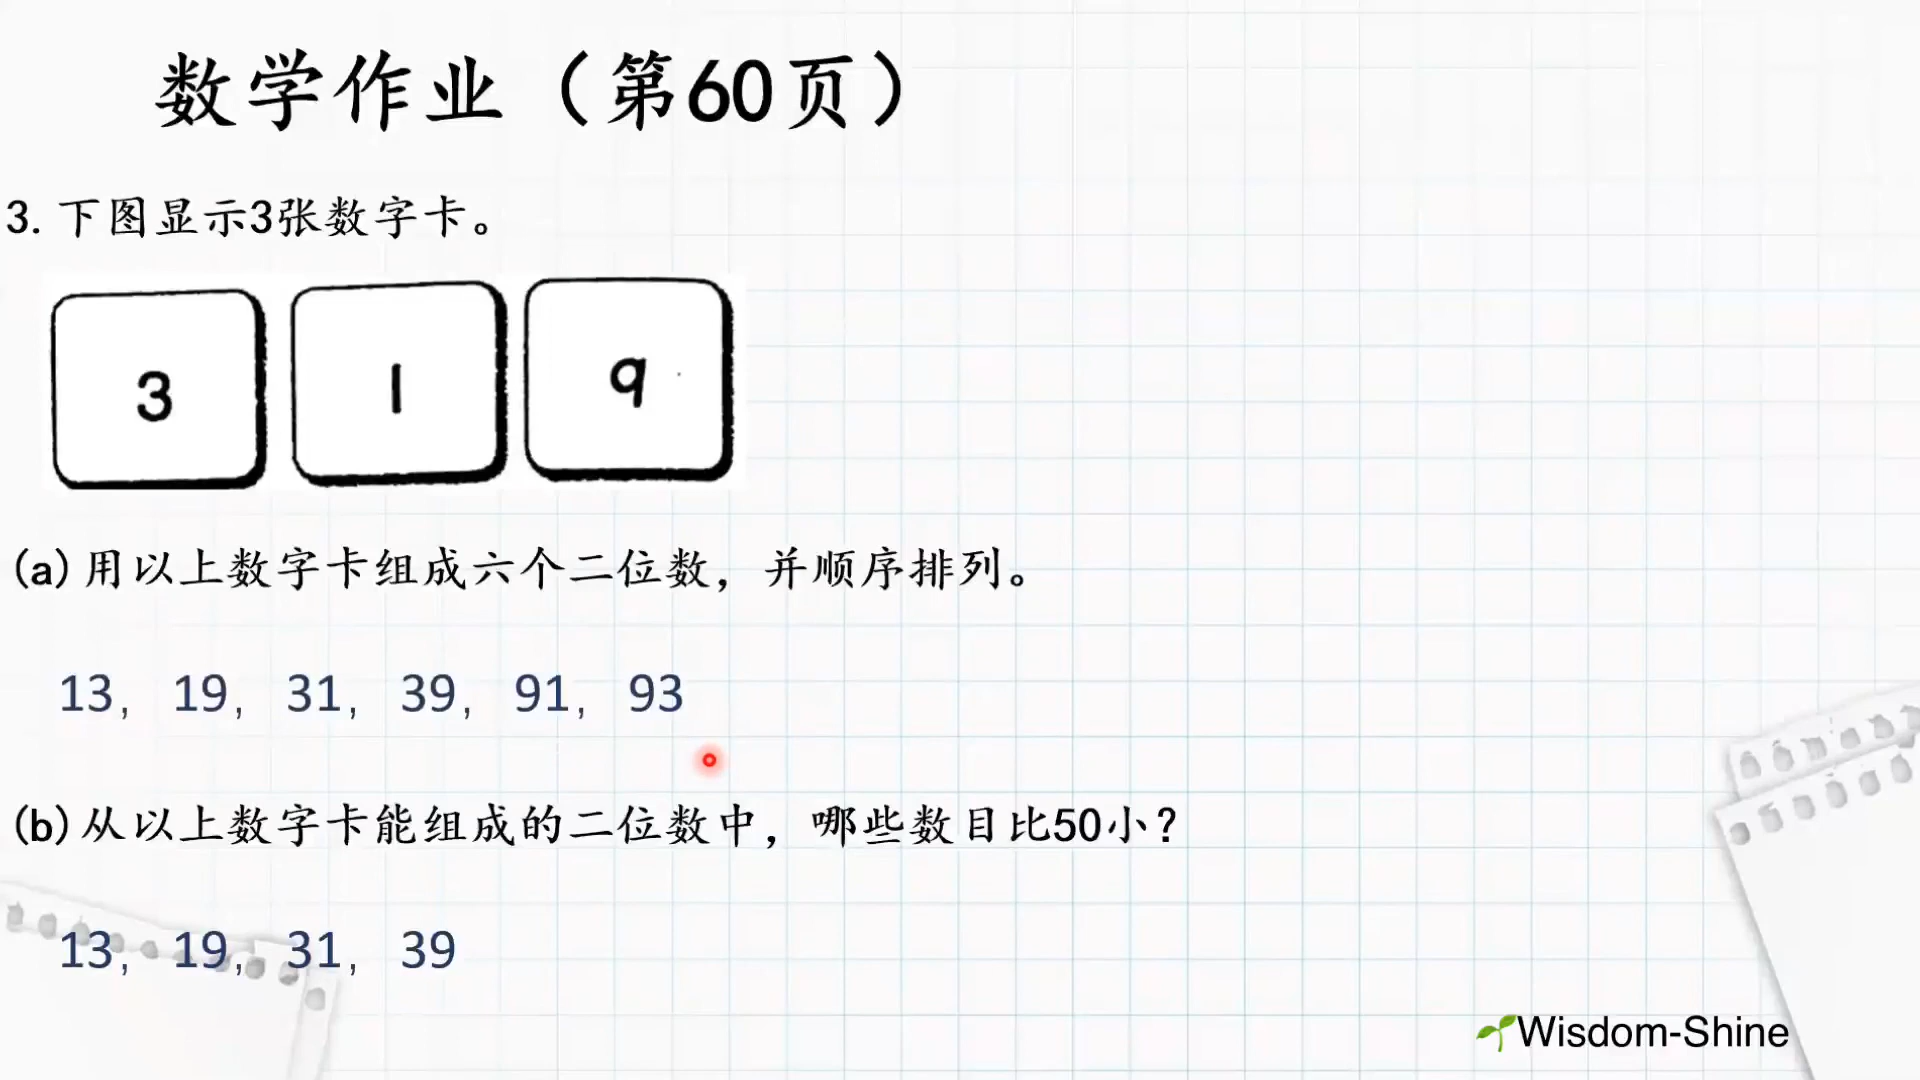 数学作业（第60页）
3. 下图显示3张数字卡。
3 1 9
(a)用以上数字卡组成六个二位数，并顺序排列。
13, 19, 31, 39, 91, 93
(b)从以上数字卡能组成的二位数中，哪些数目比50小？
13, 19, 31, 39
Wisdom-Shine